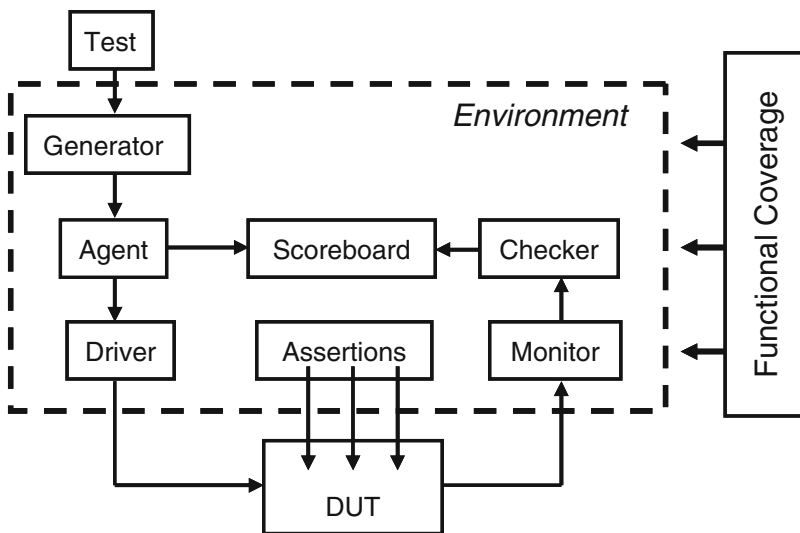 Test
Environment
Generator
Agent
Scoreboard
Checker
Driver
Assertions
Monitor
DUT
Functional Coverage